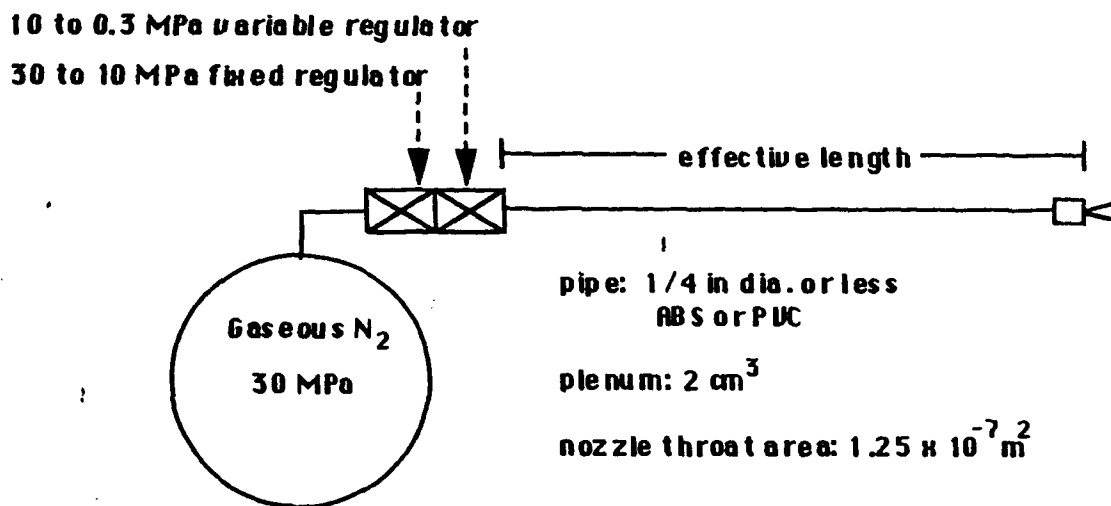 10 to 0.3 MPa variable regulator
30 to 10 MPa fixed regulator
effective length
pipe: 1/4 in dia. or less
ABS or PVC
Gaseous N₂
30 MPa
plenum: 2 cm³
nozzle throat area: 1.25 x 10⁻⁷ m²